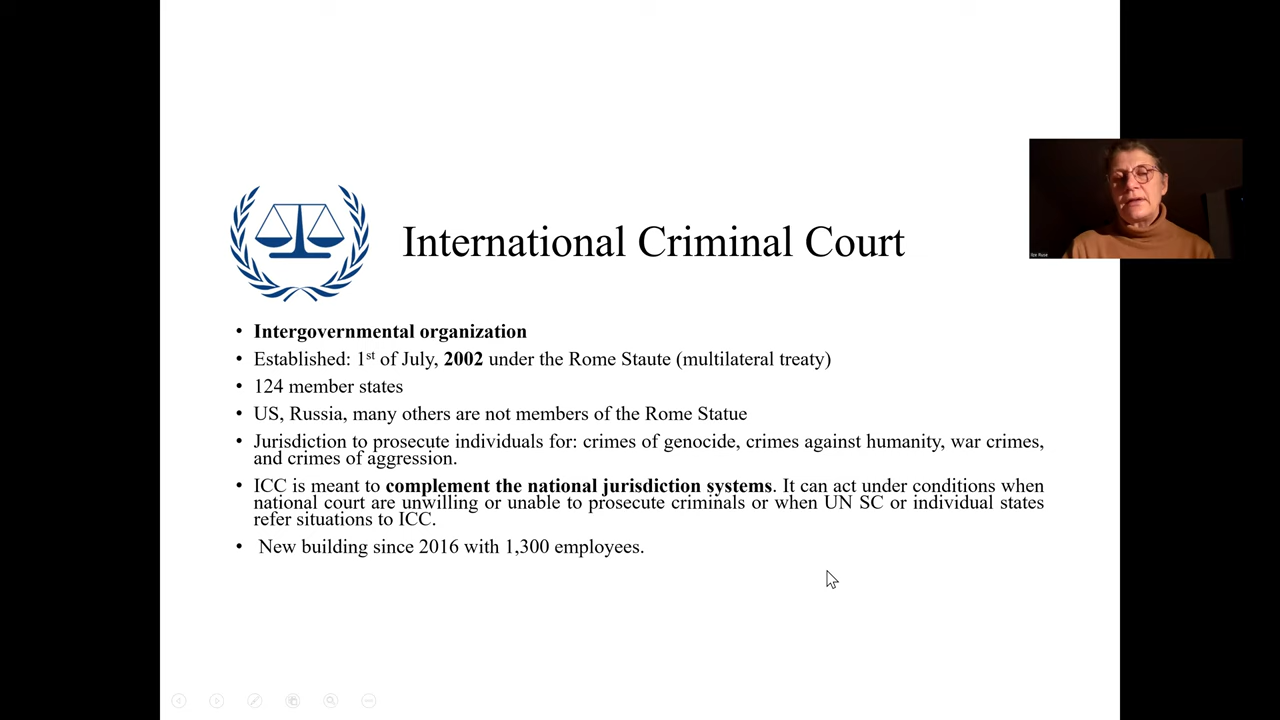 International Criminal Court
• Intergovernmental organization
• Established: 1st of July, 2002 under the Rome Staute (multilateral treaty)
• 124 member states
• US, Russia, many others are not members of the Rome Statue
• Jurisdiction to prosecute individuals for: crimes of genocide, crimes against humanity, war crimes,
and crimes of aggression.
• ICC is meant to complement the national jurisdiction systems. It can act under conditions when
national court are unwilling or unable to prosecute criminals or when UN SC or individual states
refer situations to ICC.
• New building since 2016 with 1,300 employees.